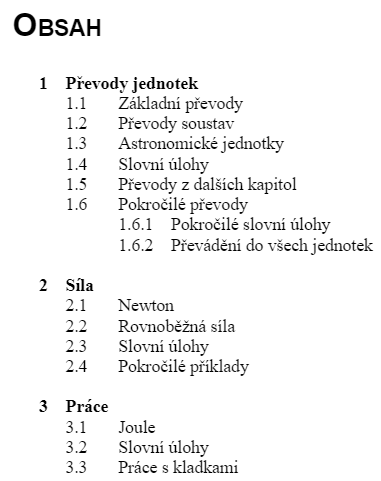 OBSAH
1 Převody jednotek
1.1 Základní převody
1.2 Převody soustav
1.3 Astronomické jednotky
1.4 Slovní úlohy
1.5 Převody z dalších kapitol
1.6 Pokročilé převody
1.6.1 Pokročilé slovní úlohy
1.6.2 Převádění do všech jednotek
2 Síla
2.1 Newton
2.2 Rovnoběžná síla
2.3 Slovní úlohy
2.4 Pokročilé příklady
3 Práce
3.1 Joule
3.2 Slovní úlohy
3.3 Práce s kladkami